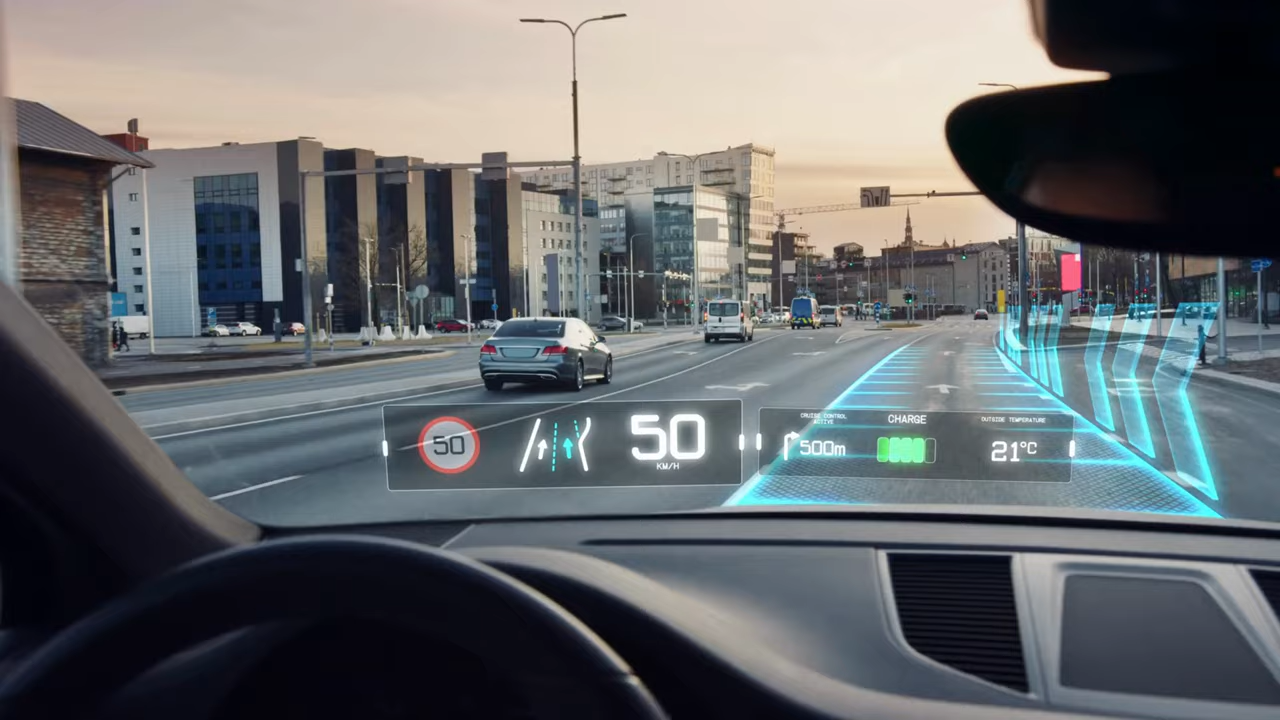 50
50
KM/H
CRUISE CONTROL
ACTIVE
500m
CHARGE
OUTSIDE TEMPERATURE
21°C